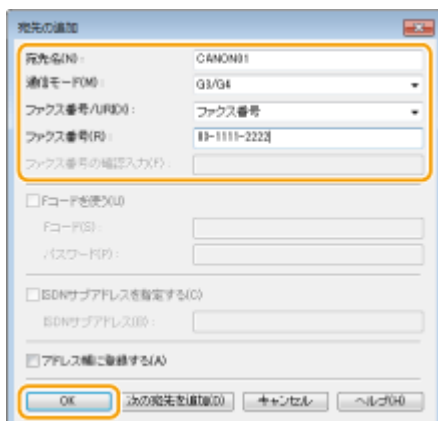 宛先の追加
宛先名(N): CANON01
通信モード(M): G3/G4
ファクス番号/URI(X): ファクス番号
ファクス番号(R): 03-1111-2222
ファクス番号の確認入力(F):
Fコードを使う(U)
Fコード(S):
パスワード(P):
ISDNサブアドレスを指定する(C)
ISDNサブアドレス(I):
アドレス帳に登録する(A)
OK 次の宛先を追加(D) キャンセル ヘルプ(H)